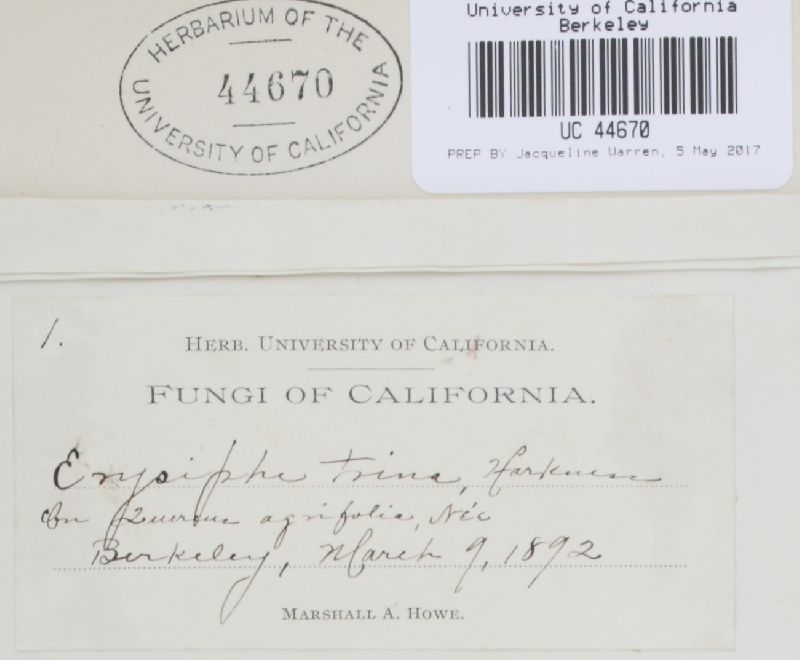 HERBARIUM OF THE
44670
UNIVERSITY OF CALIFORNIA
University of California
Berkeley
UC 44670
PREP BY Jacqueline Warren, 5 May 2017
1.
HERB. UNIVERSITY OF CALIFORNIA.
FUNGI OF CALIFORNIA.
Erysiphe trina, Harkness
On Quercus agrifolia, Née
Berkeley, March 9, 1892
MARSHALL A. HOWE.